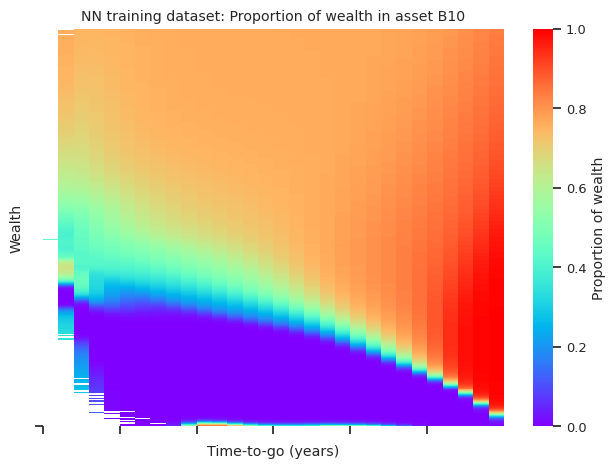 NN training dataset: Proportion of wealth in asset B10
Wealth
Time-to-go (years)
1.0
0.8
0.6
0.4
0.2
0.0
Proportion of wealth